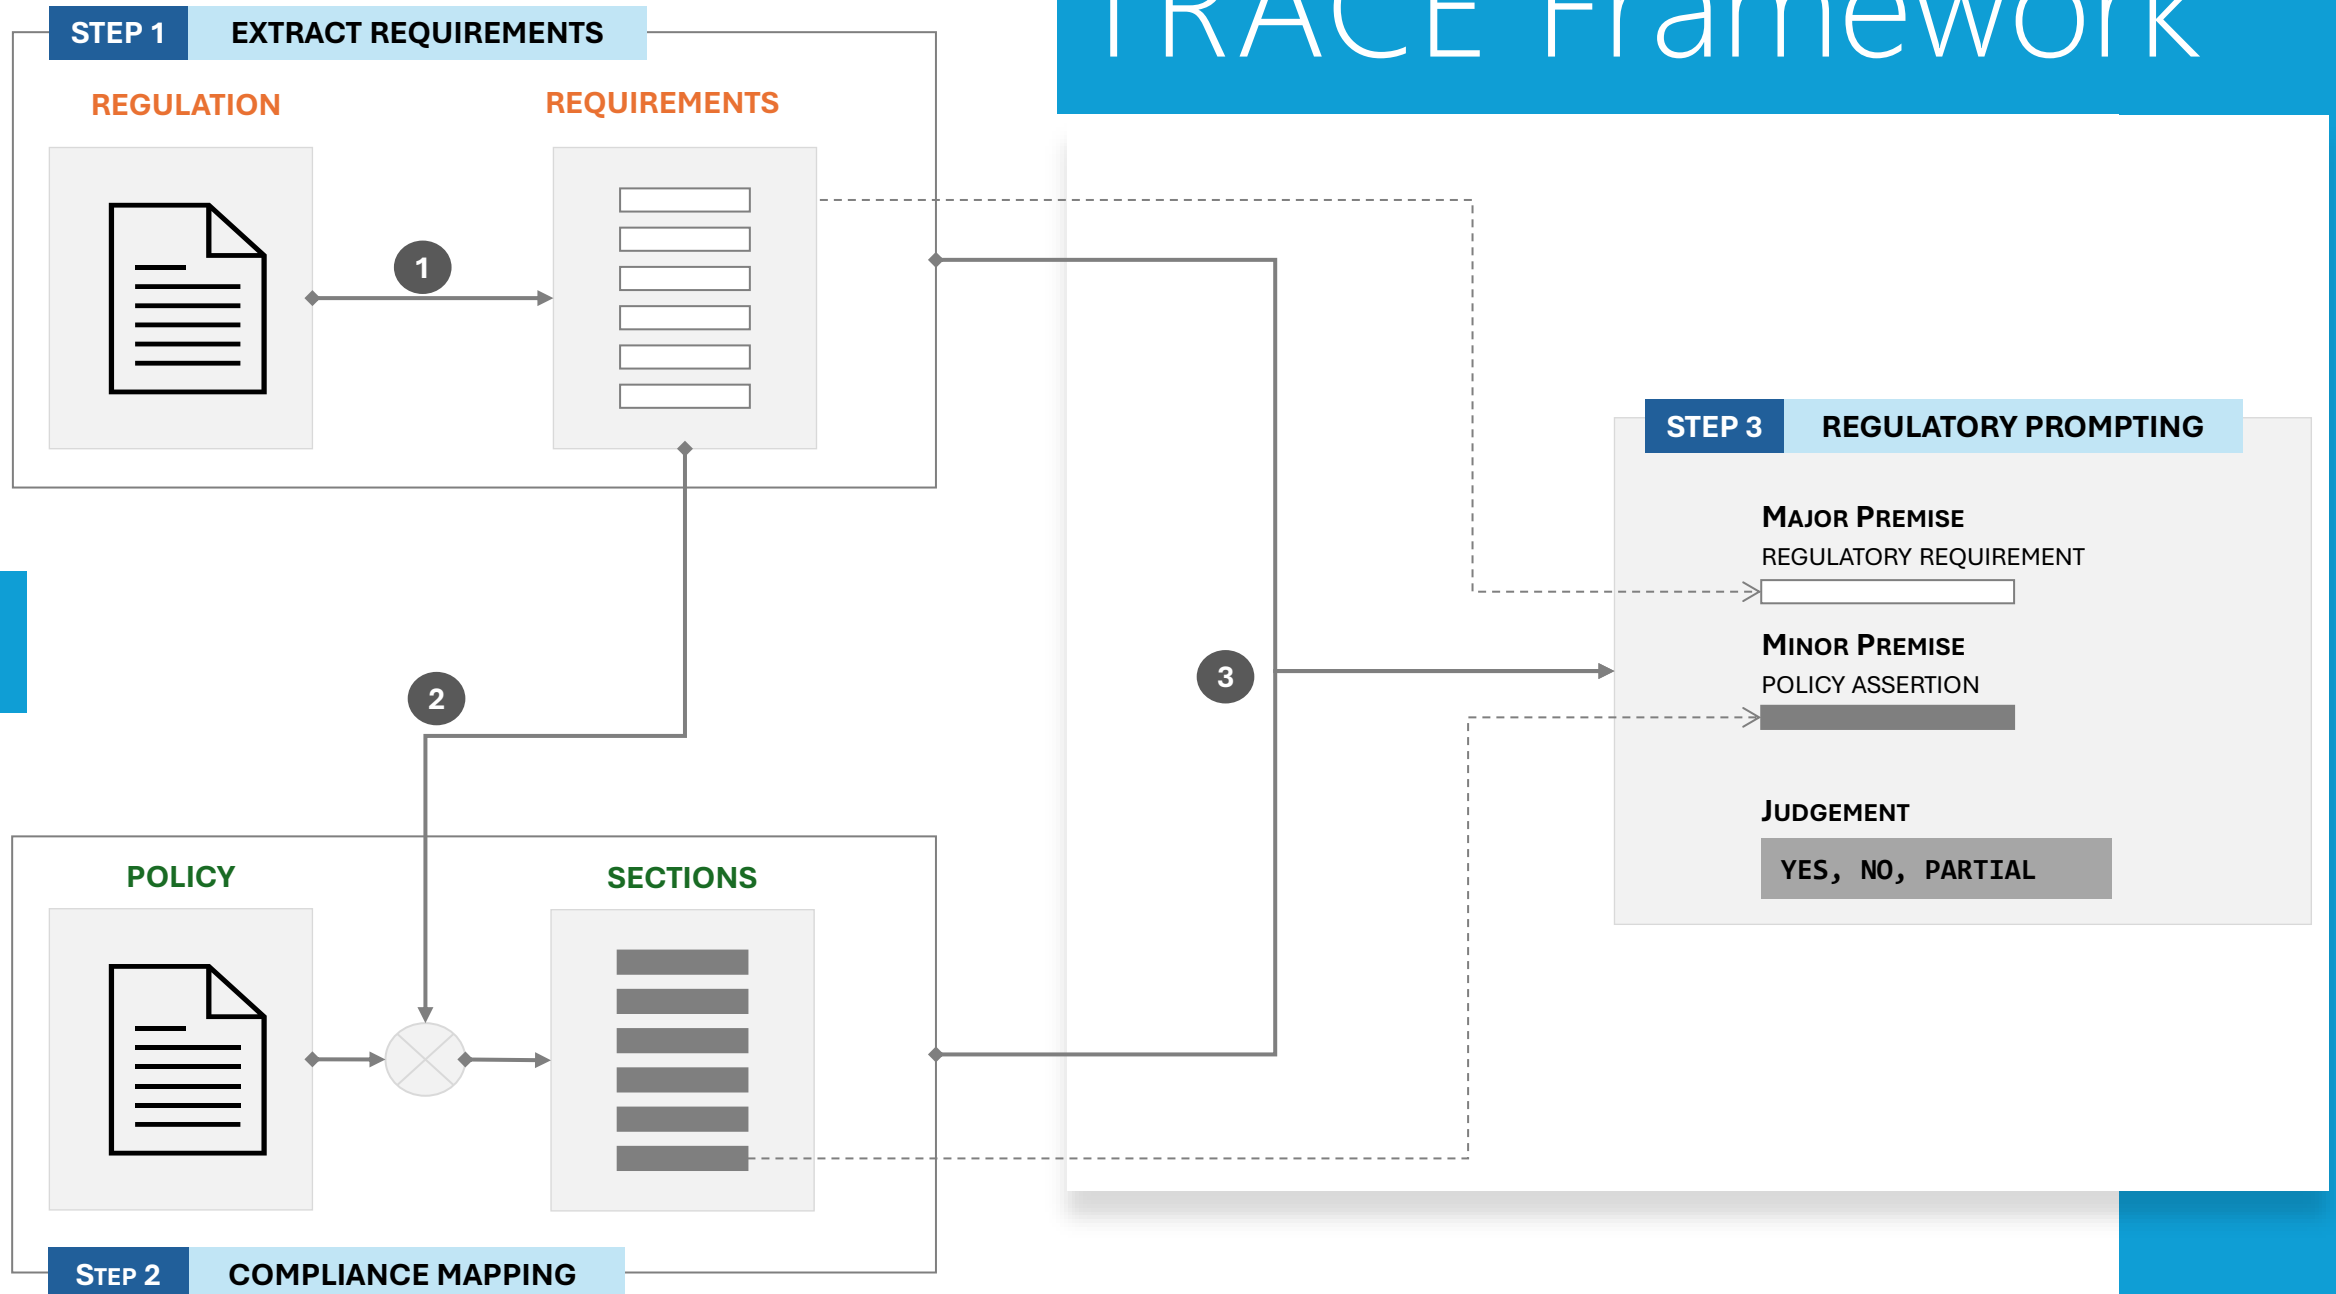 TRACE Framework
STEP 1
EXTRACT REQUIREMENTS
REGULATION
REQUIREMENTS
1
2
3
POLICY
SECTIONS
STEP 2
COMPLIANCE MAPPING
STEP 3
REGULATORY PROMPTING
MAJOR PREMISE
REGULATORY REQUIREMENT
MINOR PREMISE
POLICY ASSERTION
JUDGEMENT
YES, NO, PARTIAL